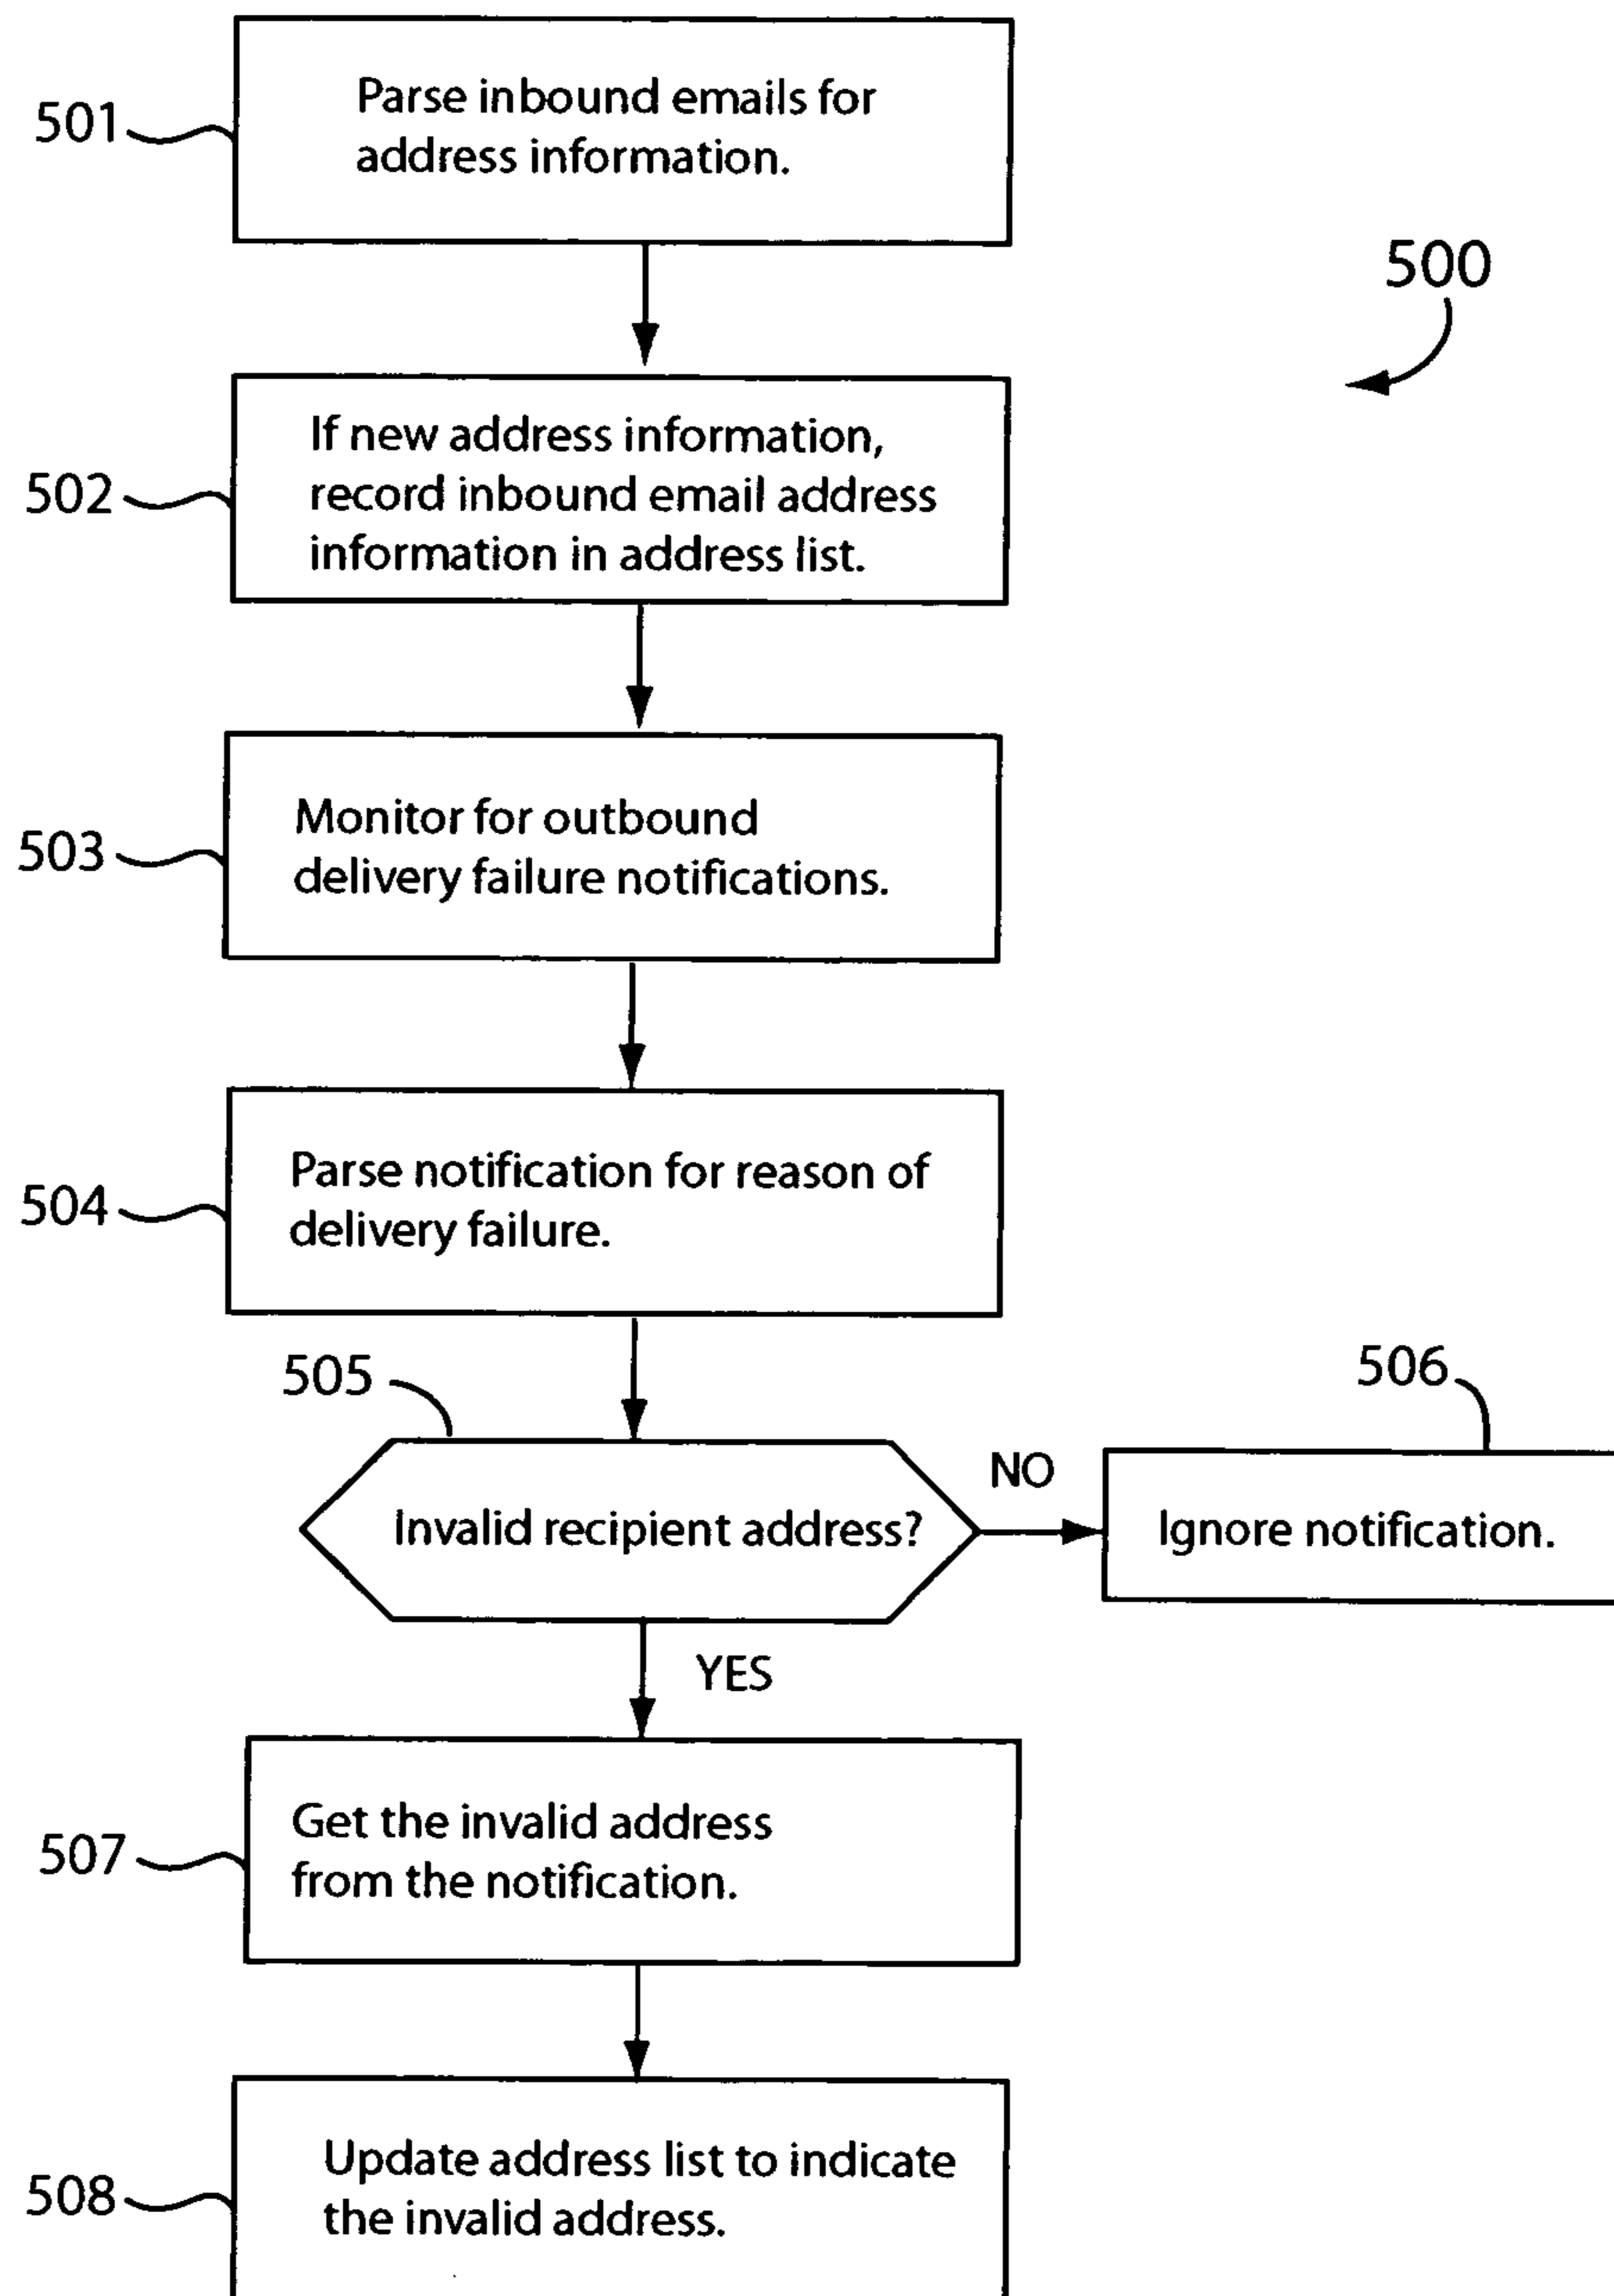 501
Parse inbound emails for
address information.
500
502
If new address information,
record inbound email address
information in address list.
503
Monitor for outbound
delivery failure notifications.
504
Parse notification for reason of
delivery failure.
505
506
Invalid recipient address?
NO
Ignore notification.
YES
507
Get the invalid address
from the notification.
508
Update address list to indicate
the invalid address.